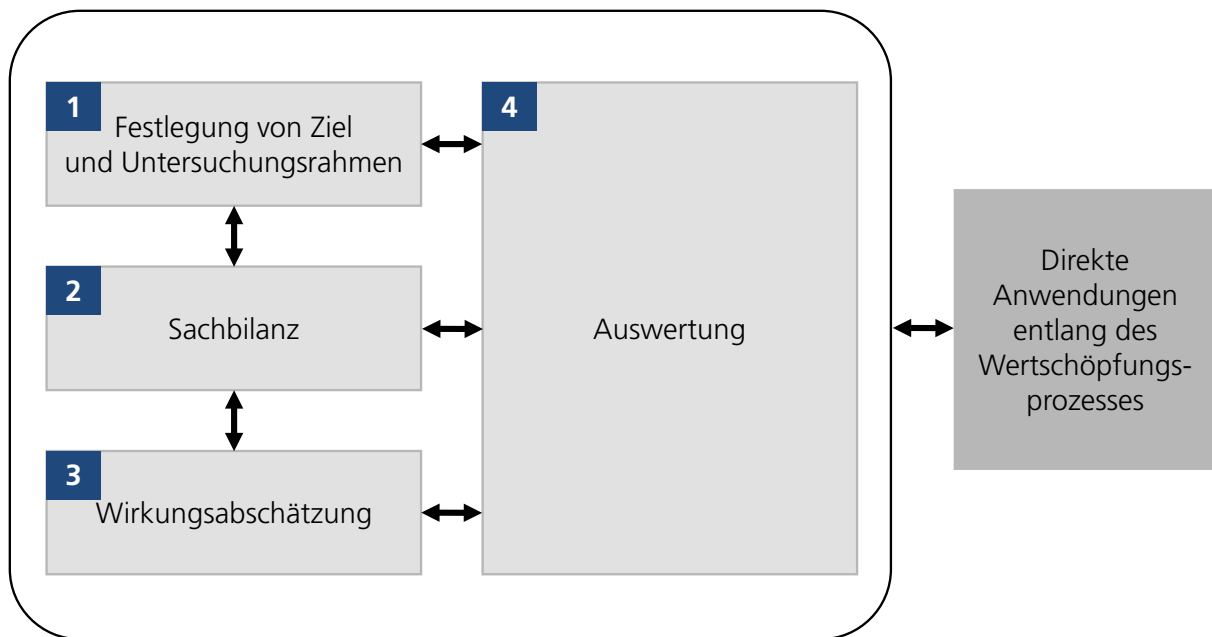 1
Festlegung von Ziel
und Untersuchungsrahmen
2
Sachbilanz
3
Wirkungsabschätzung
4
Auswertung
Direkte
Anwendungen
entlang des
Wertschöpfungs-
prozesses